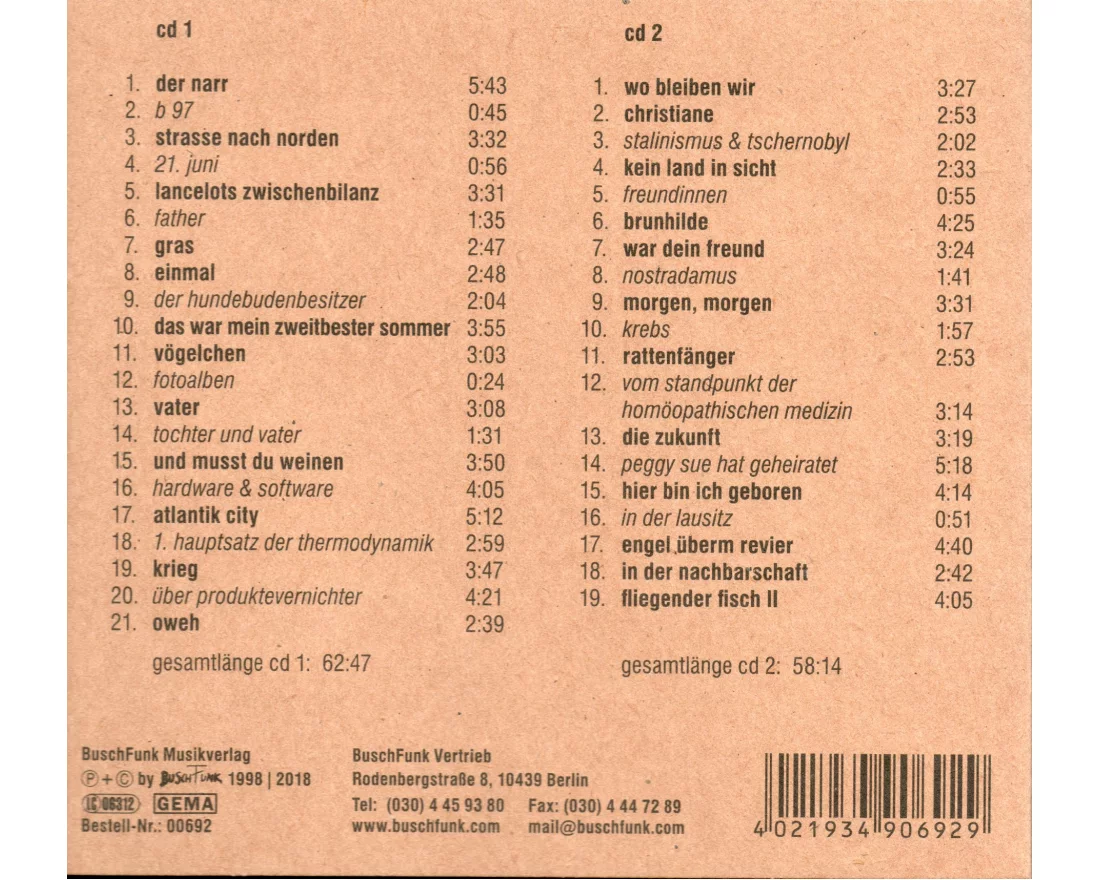 cd 1
1. der narr 5:43
2. b 97 0:45
3. strasse nach norden 3:32
4. 21. juni 0:56
5. lancelots zwischenbilanz 3:31
6. father 1:35
7. gras 2:47
8. einmal 2:48
9. der hundebudenbesitzer 2:04
10. das war mein zweitbester sommer 3:55
11. vögelchen 3:03
12. fotoalben 0:24
13. vater 3:08
14. tochter und vater 1:31
15. und musst du weinen 3:50
16. hardware & software 4:05
17. atlantik city 5:12
18. 1. hauptsatz der thermodynamik 2:59
19. krieg 3:47
20. über produktevernichter 4:21
21. oweh 2:39
gesamtlänge cd 1: 62:47
cd 2
1. wo bleiben wir 3:27
2. christiane 2:53
3. stalinismus & tschernobyl 2:02
4. kein land in sicht 2:33
5. freundinnen 0:55
6. brunhilde 4:25
7. war dein freund 3:24
8. nostradamus 1:41
9. morgen, morgen 3:31
10. krebs 1:57
11. rattenfänger 2:53
12. vom standpunkt der
homöopathischen medizin 3:14
13. die zukunft 3:19
14. peggy sue hat geheiratet 5:18
15. hier bin ich geboren 4:14
16. in der lausitz 0:51
17. engel überm revier 4:40
18. in der nachbarschaft 2:42
19. fliegender fisch II 4:05
gesamtlänge cd 2: 58:14
BuschFunk Musikverlag
Ⓟ + © by BUSCHFUNK 1998 | 2018
LC 06312 GEMA
Bestell-Nr.: 00692
BuschFunk Vertrieb
Rodenbergstraße 8, 10439 Berlin
Tel: (030) 4 45 93 80 Fax: (030) 4 44 72 89
www.buschfunk.com mail@buschfunk.com
4 021934 906929